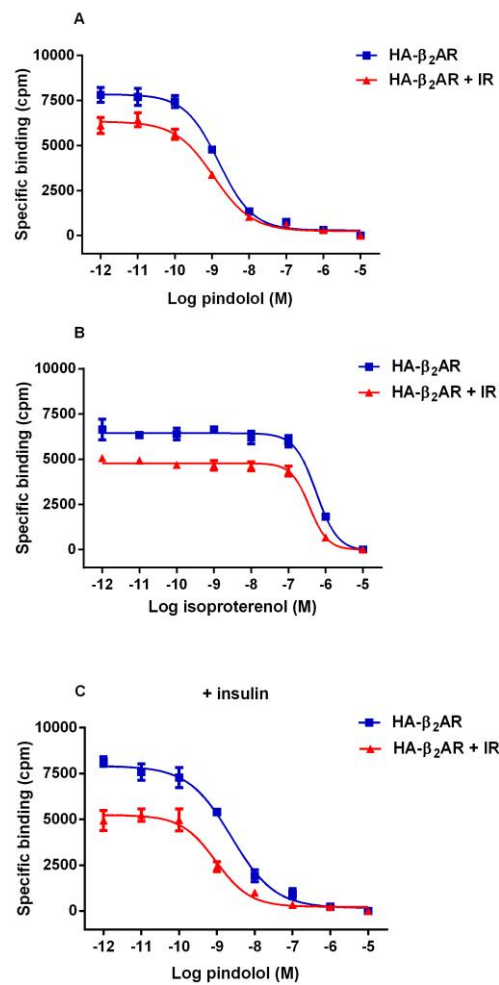 A
HA-β₂AR
HA-β₂AR + IR
Specific binding (cpm)
10000
7500
5000
2500
0
-12 -11 -10 -9 -8 -7 -6 -5
Log pindolol (M)
B
HA-β₂AR
HA-β₂AR + IR
Specific binding (cpm)
10000
7500
5000
2500
0
-12 -11 -10 -9 -8 -7 -6 -5
Log isoproterenol (M)
C
+ insulin
HA-β₂AR
HA-β₂AR + IR
Specific binding (cpm)
10000
7500
5000
2500
0
-12 -11 -10 -9 -8 -7 -6 -5
Log pindolol (M)